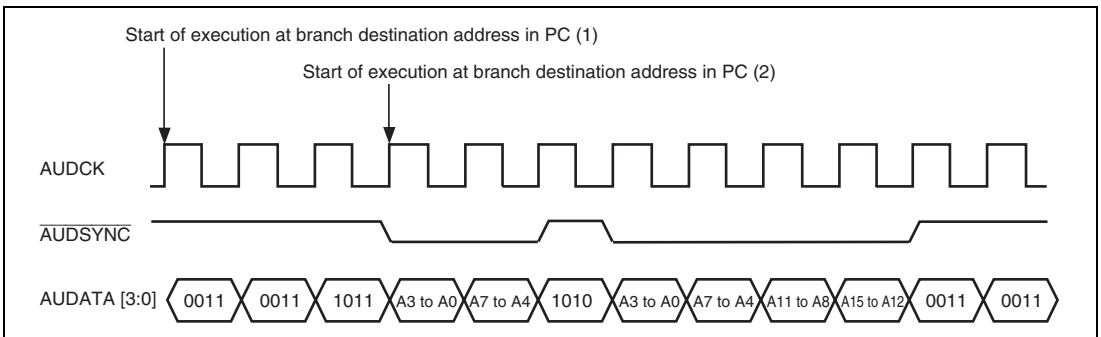 Start of execution at branch destination address in PC (1)
Start of execution at branch destination address in PC (2)
AUDCK
AUDSYNC
AUDATA [3:0] 0011 0011 1011 A3 to A0 A7 to A4 1010 A3 to A0 A7 to A4 A11 to A8 A15 to A12 0011 0011